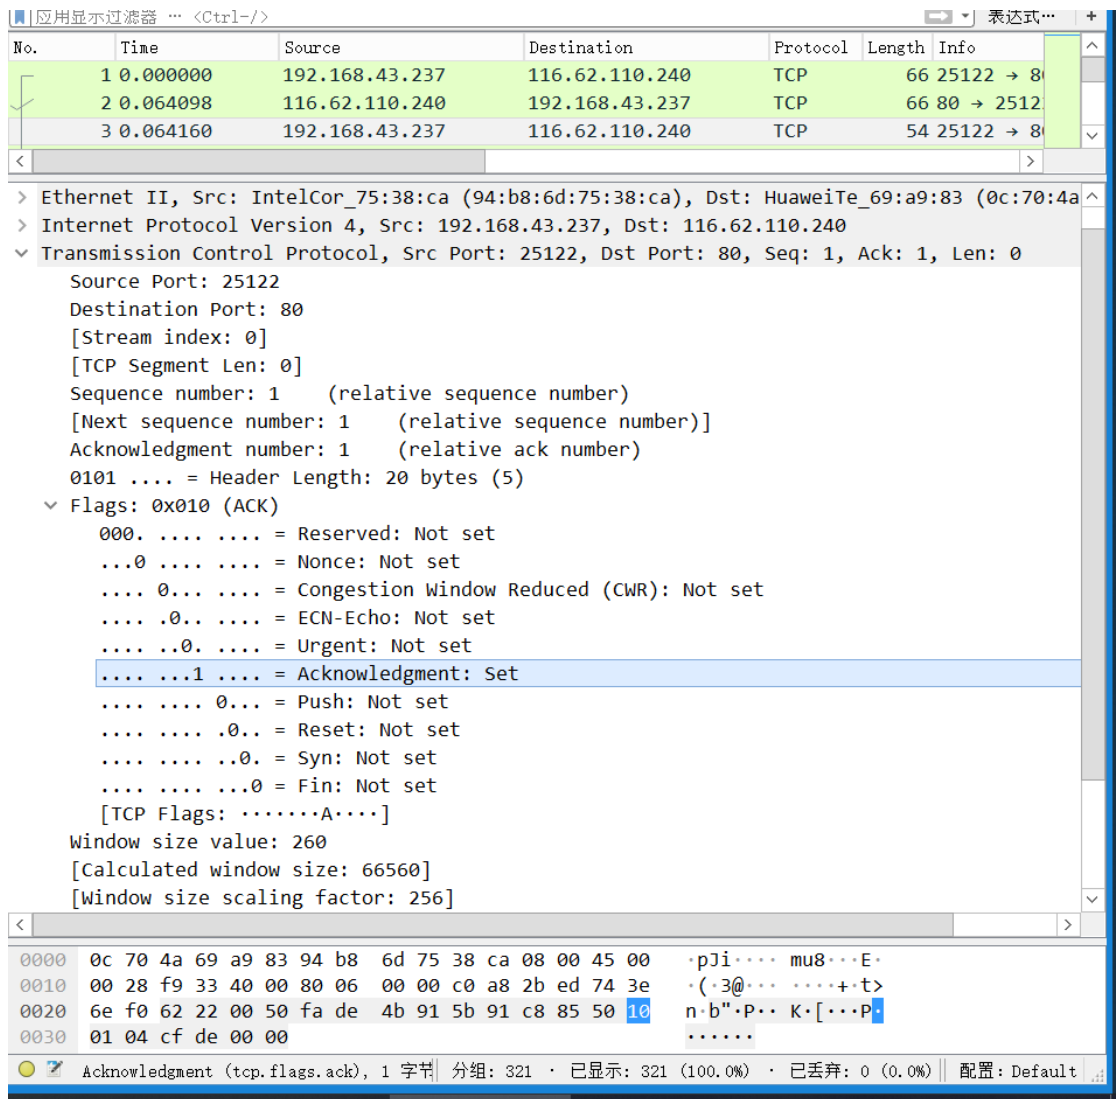 应用显示过滤器 … <Ctrl-/> 表达式… +
No. Time Source Destination Protocol Length Info
1 0.000000 192.168.43.237 116.62.110.240 TCP 66 25122 → 8
2 0.064098 116.62.110.240 192.168.43.237 TCP 66 80 → 2512
3 0.064160 192.168.43.237 116.62.110.240 TCP 54 25122 → 8
> Ethernet II, Src: IntelCor_75:38:ca (94:b8:6d:75:38:ca), Dst: HuaweiTe_69:a9:83 (0c:70:4a
> Internet Protocol Version 4, Src: 192.168.43.237, Dst: 116.62.110.240
Transmission Control Protocol, Src Port: 25122, Dst Port: 80, Seq: 1, Ack: 1, Len: 0
Source Port: 25122
Destination Port: 80
[Stream index: 0]
[TCP Segment Len: 0]
Sequence number: 1 (relative sequence number)
[Next sequence number: 1 (relative sequence number)]
Acknowledgment number: 1 (relative ack number)
0101 .... = Header Length: 20 bytes (5)
Flags: 0x010 (ACK)
000. .... .... = Reserved: Not set
...0 .... .... = Nonce: Not set
.... 0... .... = Congestion Window Reduced (CWR): Not set
.... .0.. .... = ECN-Echo: Not set
.... ..0. .... = Urgent: Not set
.... ...1 .... = Acknowledgment: Set
.... .... 0... = Push: Not set
.... .... .0.. = Reset: Not set
.... .... ..0. = Syn: Not set
.... .... ...0 = Fin: Not set
[TCP Flags: ·······A····]
Window size value: 260
[Calculated window size: 66560]
[Window size scaling factor: 256]
0000 0c 70 4a 69 a9 83 94 b8 6d 75 38 ca 08 00 45 00 ·pJi···· mu8···E·
0010 00 28 f9 33 40 00 80 06 00 00 c0 a8 2b ed 74 3e ·(·3@··· ····+·t>
0020 6e f0 62 22 00 50 fa de 4b 91 5b 91 c8 85 50 10 n·b"·P·· K·[···P·
0030 01 04 cf de 00 00 ······
Acknowledgment (tcp.flags.ack), 1 字节 分组: 321 · 已显示: 321 (100.0%) · 已丢弃: 0 (0.0%) 配置: Default